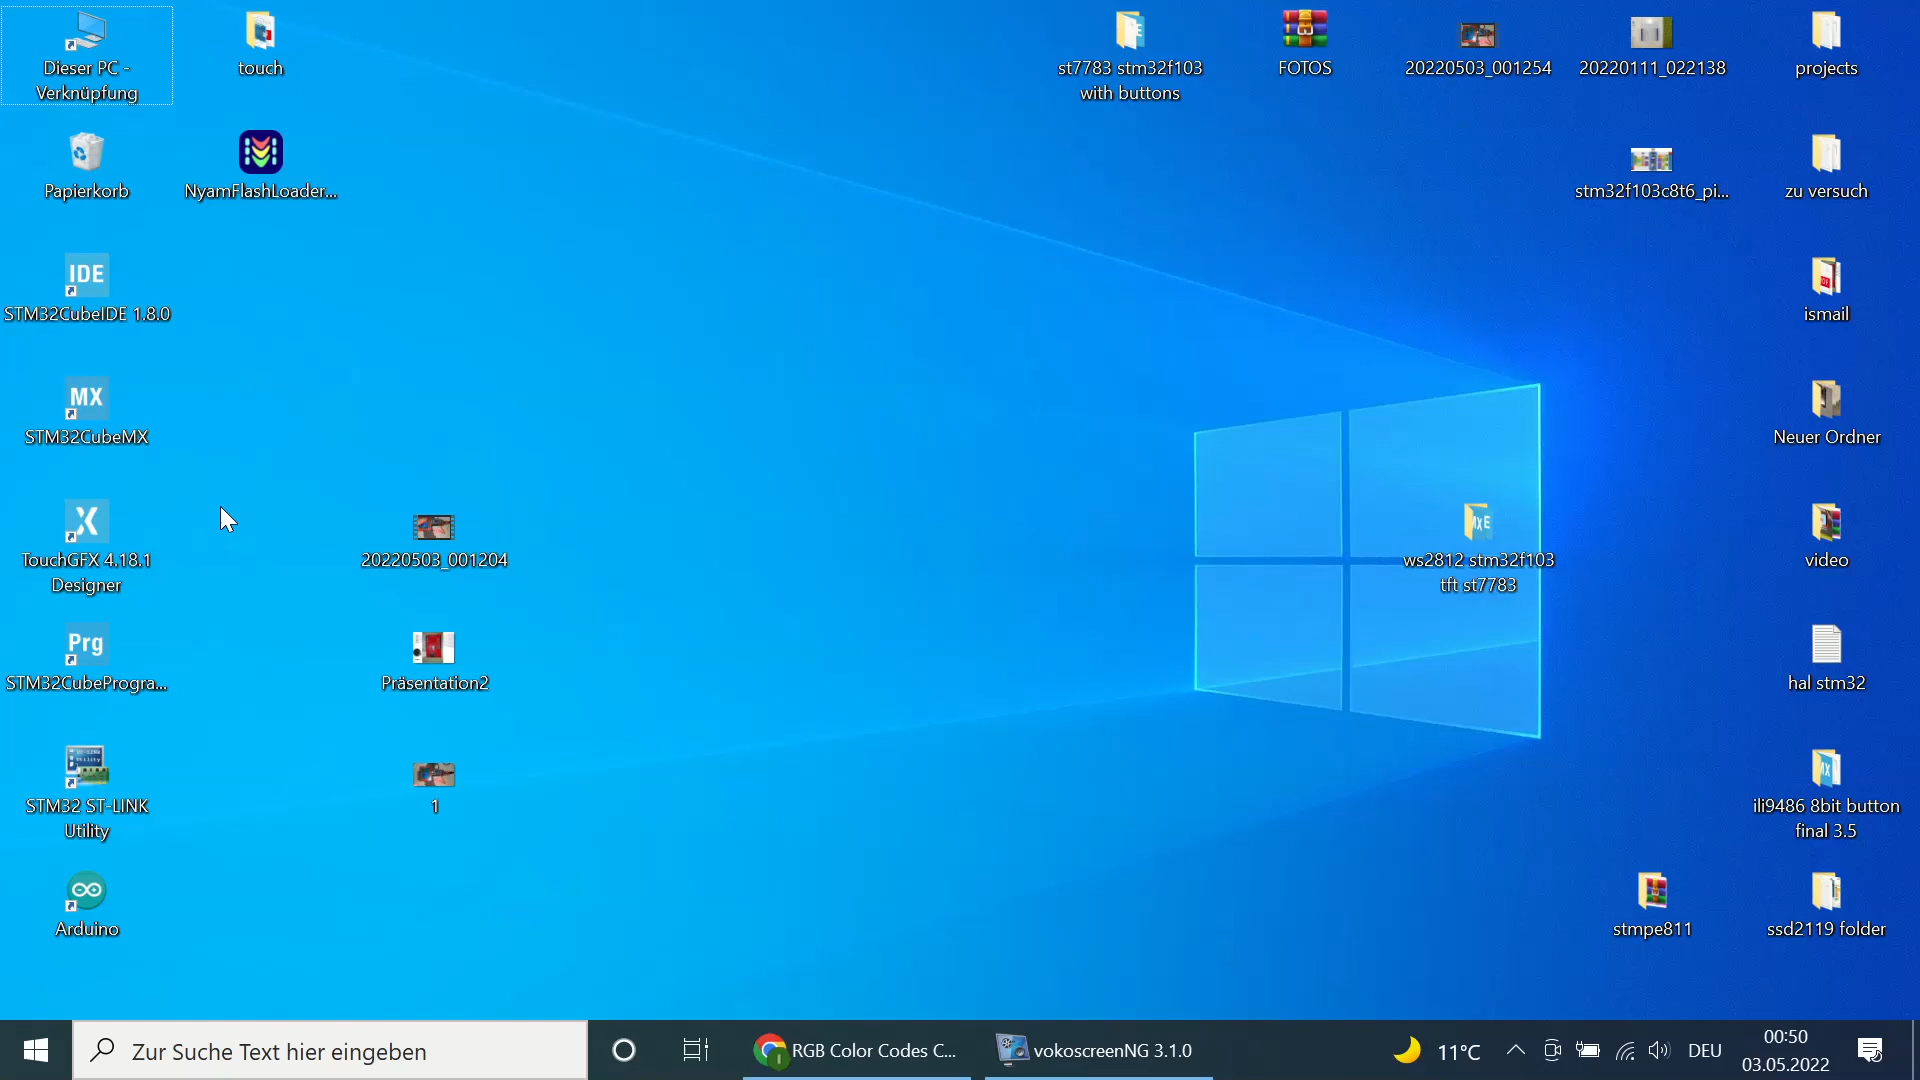 Dieser PC -
Verknüpfung
touch
st7783 stm32f103
with buttons
FOTOS
20220503_001254
20220111_022138
projects
Papierkorb
NyamFlashLoader...
stm32f103c8t6_pi...
zu versuch
IDE
STM32CubeIDE 1.8.0
ismail
MX
STM32CubeMX
Neuer Ordner
TouchGFX 4.18.1
Designer
20220503_001204
MX E
ws2812 stm32f103
tft st7783
video
Prg
STM32CubeProgra...
Präsentation2
hal stm32
STM32 ST-LINK
Utility
1
MX
ili9486 8bit button
final 3.5
Arduino
stmpe811
ssd2119 folder
Zur Suche Text hier eingeben
RGB Color Codes C...
vokoscreenNG 3.1.0
11°C
DEU
00:50
03.05.2022